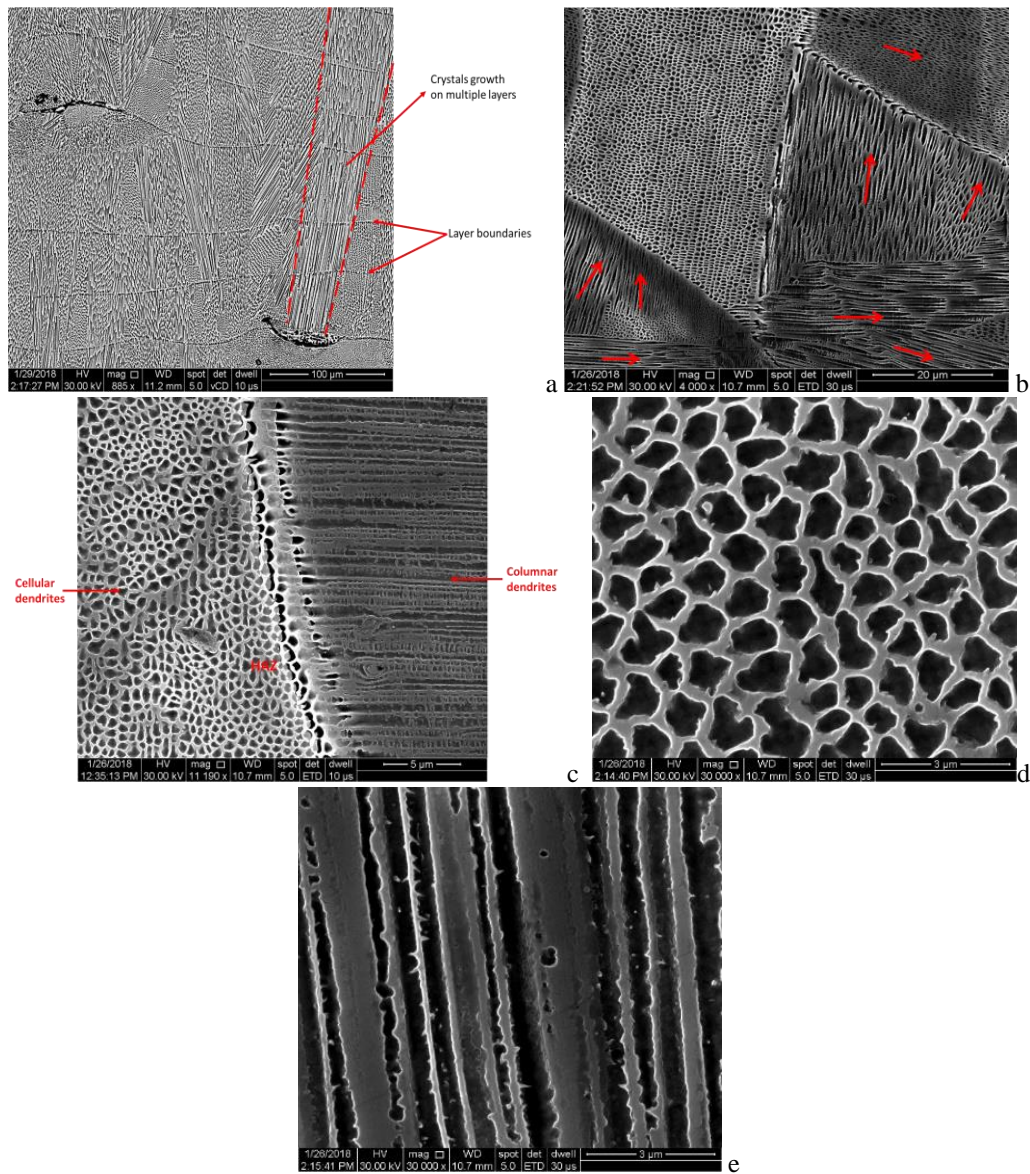 Crystals growth
on multiple layers
Layer boundaries
1/29/2018 HV mag □ WD spot det dwell
2:17:27 PM 30.00 kV 885 x 11.2 mm 5.0 vCD 10 µs
100 µm
a
1/26/2018 HV mag □ WD spot det dwell
2:21:52 PM 30.00 kV 4 000 x 10.7 mm 5.0 ETD 30 µs
20 µm
b
Cellular
dendrites
Columnar
dendrites
HAZ
1/26/2018 HV mag □ WD spot det dwell
12:35:13 PM 30.00 kV 11 190 x 10.7 mm 5.0 ETD 10 µs
5 µm
c
1/26/2018 HV mag □ WD spot det dwell
2:14:40 PM 30.00 kV 30 000 x 10.7 mm 5.0 ETD 30 µs
3 µm
d
1/26/2018 HV mag □ WD spot det dwell
2:15:41 PM 30.00 kV 30 000 x 10.7 mm 5.0 ETD 30 µs
3 µm
e